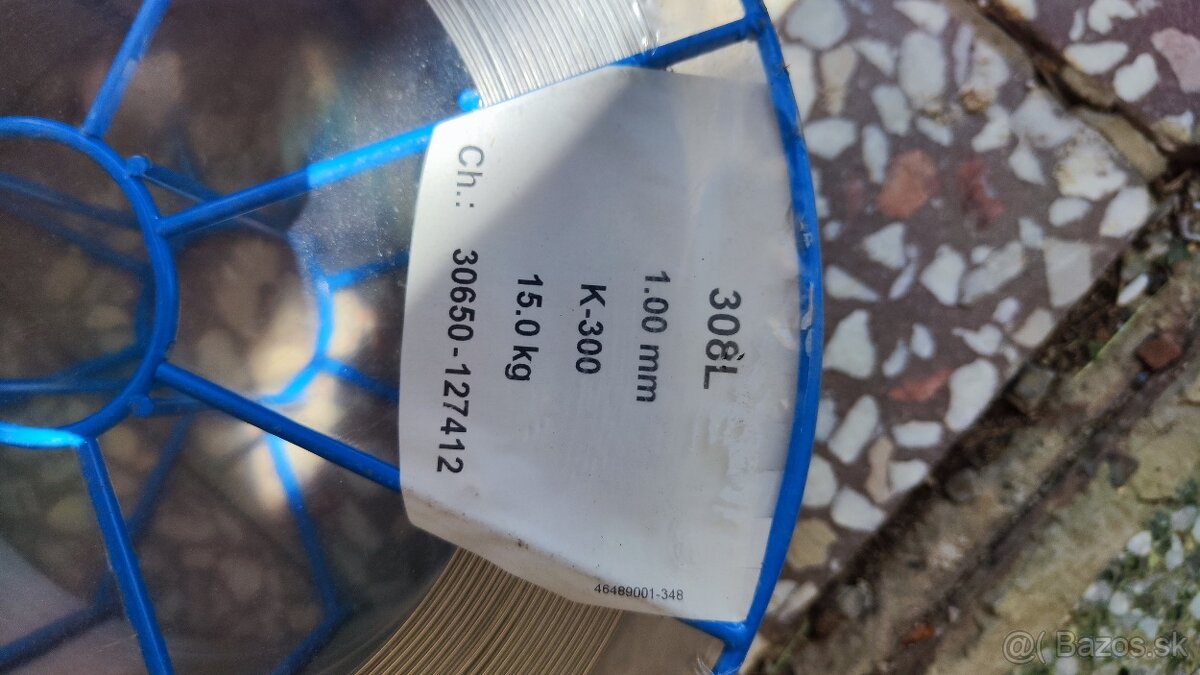 308L
1.00 mm
K-300
15.0 kg
Ch.: 30650-127412
46489001-348
Bazos.sk